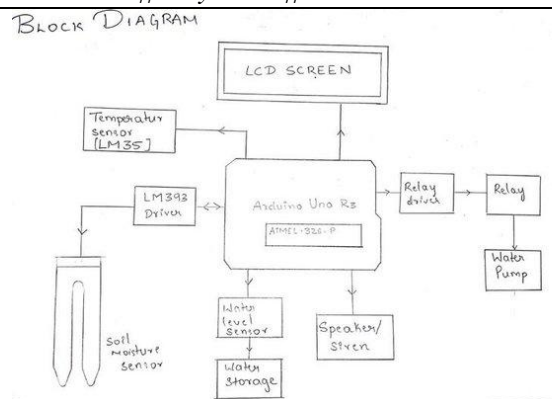 BLOCK DIAGRAM
LCD SCREEN
Temperatur
sensor
[LM35]
LM393
Driver
Arduino Uno R3
ATMEL-328-P
Relay
driver
Relay
Water
Pump
Water
level
sensor
Speaker/
Siren
Soil
Moisture
Sensor
Water
Storage